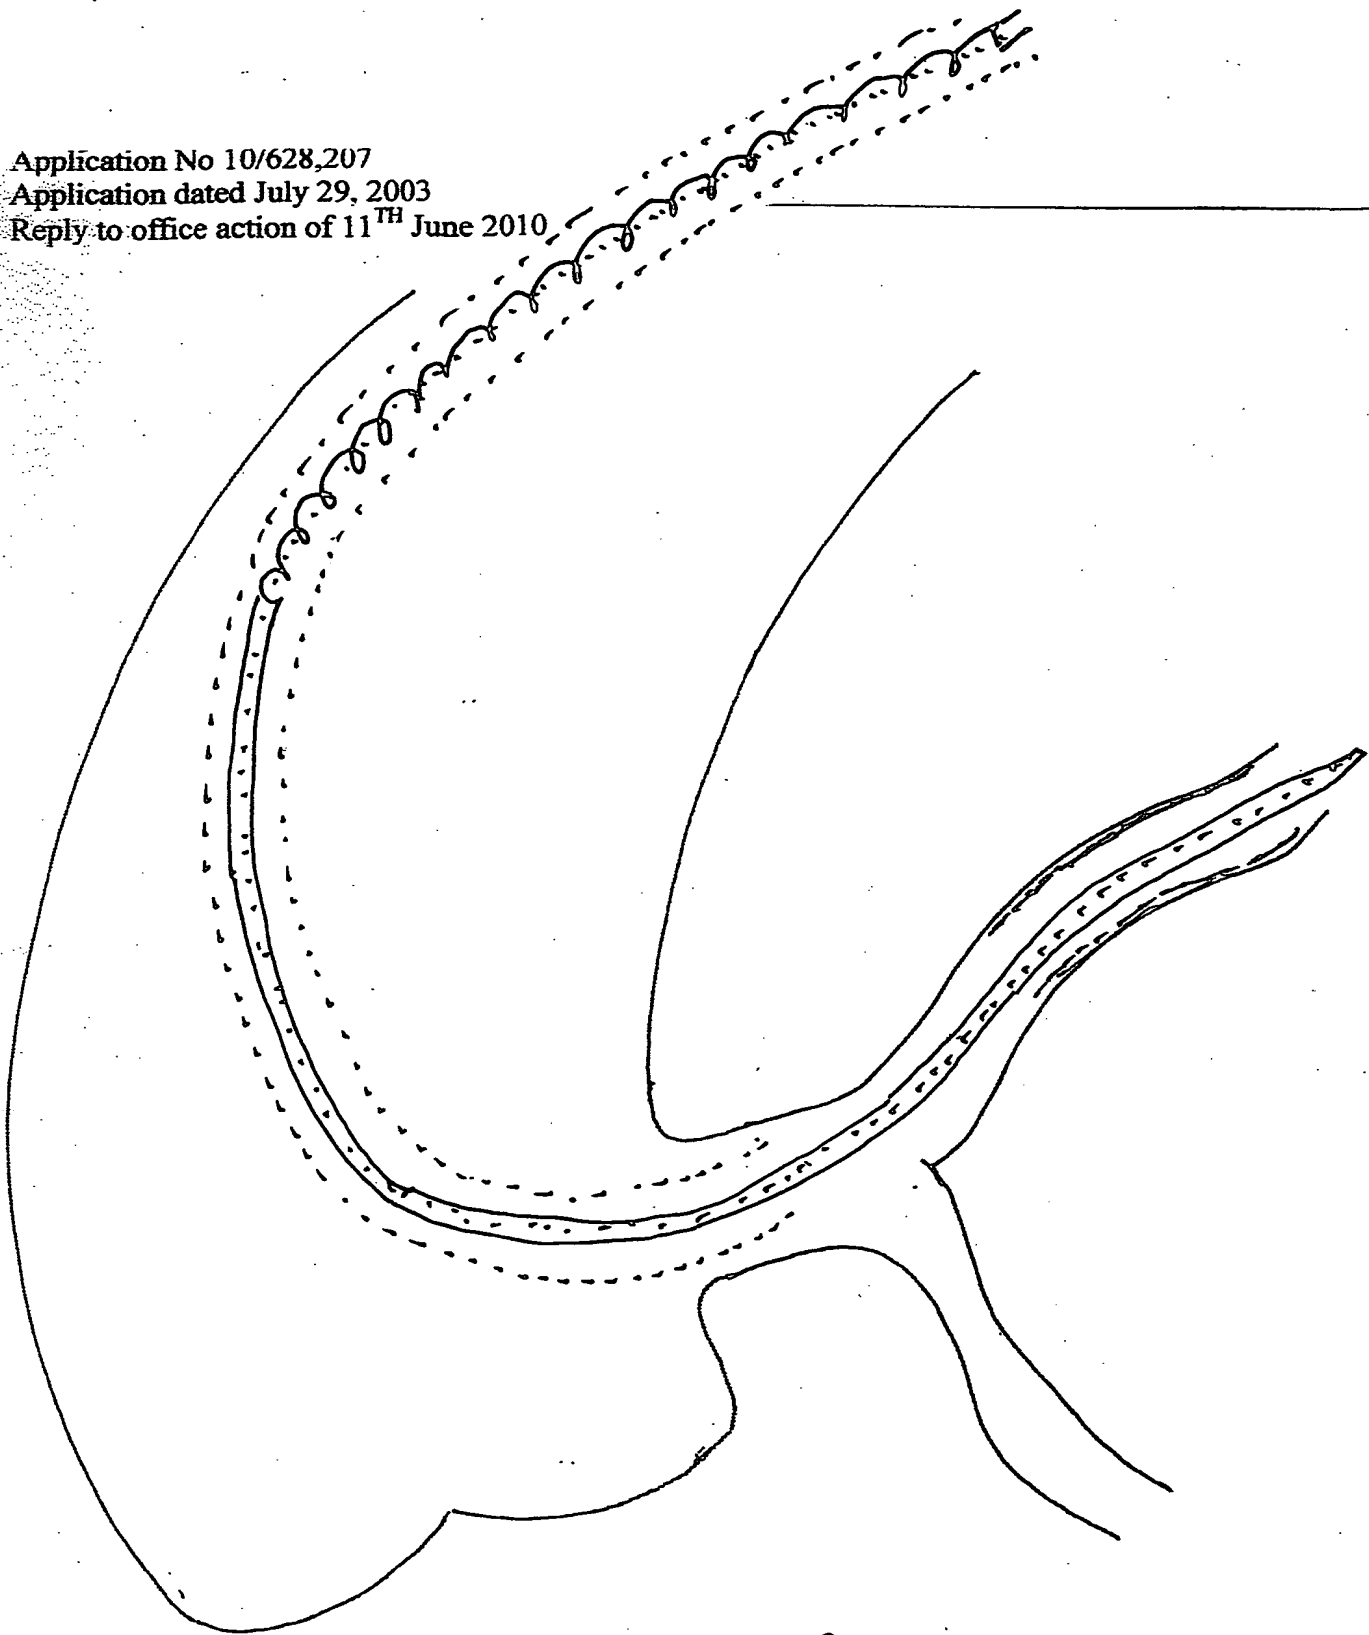 Application No 10/628,207
Application dated July 29, 2003
Reply to office action of 11TH June 2010